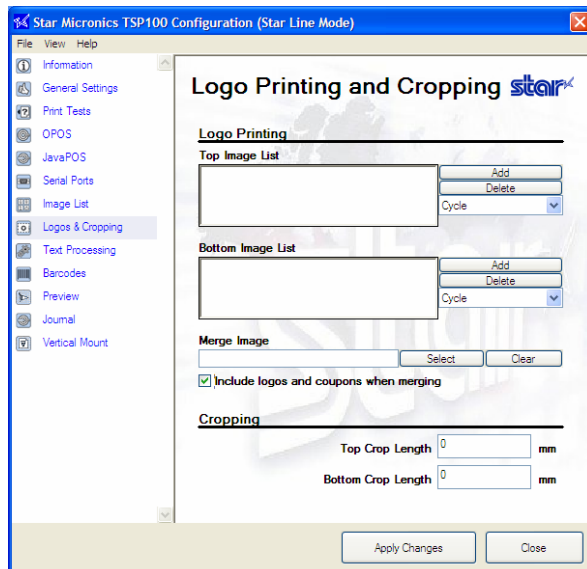 Star Micronics TSP100 Configuration (Star Line Mode)
File View Help
Information
General Settings
Print Tests
OPOS
JavaPOS
Serial Ports
Image List
Logos & Cropping
Text Processing
Barcodes
Preview
Journal
Vertical Mount
Logo Printing and Cropping star
Logo Printing
Top Image List
Add
Delete
Cycle
Bottom Image List
Add
Delete
Cycle
Merge Image
Select Clear
Include logos and coupons when merging
Cropping
Top Crop Length 0 mm
Bottom Crop Length 0 mm
Apply Changes Close